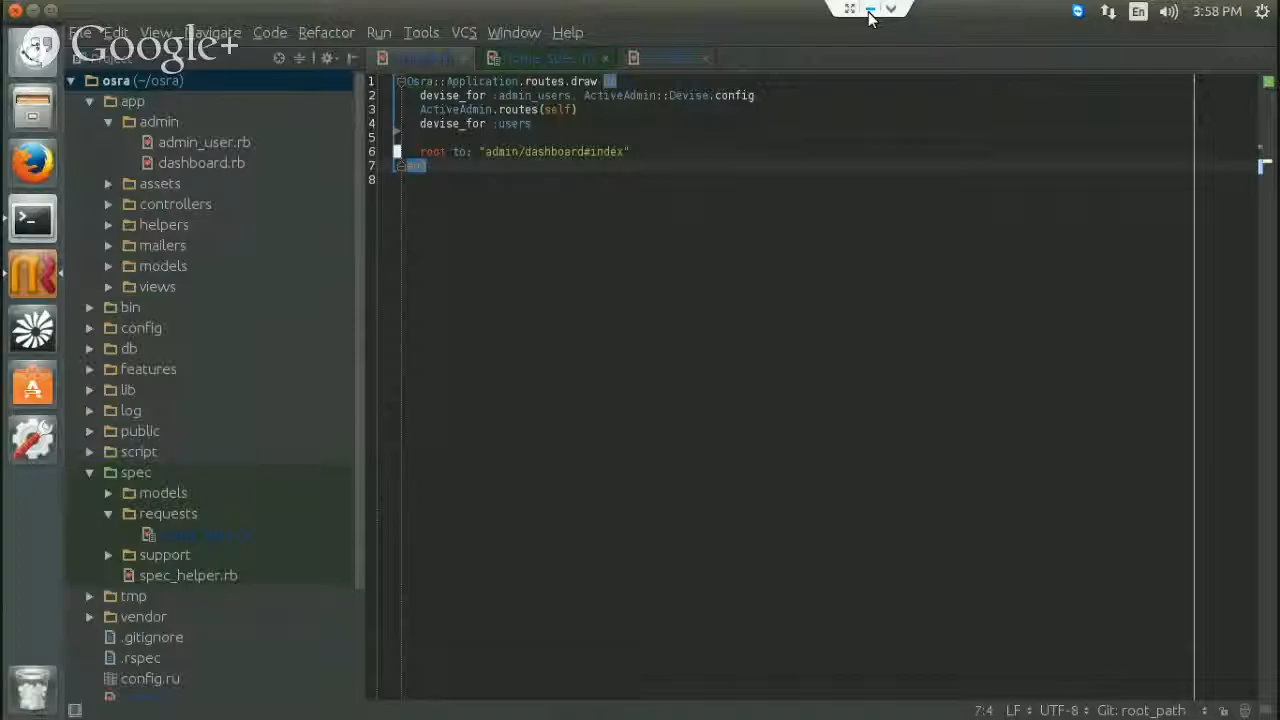 File Edit View Navigate Code Refactor Run Tools VCS Window Help
Google+
En 3:58 PM
Project
osra (~/osra)
app
admin
admin_user.rb
dashboard.rb
assets
controllers
helpers
mailers
models
views
bin
config
db
features
lib
log
public
script
spec
models
requests
support
spec_helper.rb
tmp
vendor
.gitignore
.rspec
config.ru
1 Osra::Application.routes.draw do
2 devise_for :admin_users, ActiveAdmin::Devise.config
3 ActiveAdmin.routes(self)
4 devise_for :users
5
6 root to: "admin/dashboard#index"
7 end
8
7:4 LF UTF-8 Git: root_path